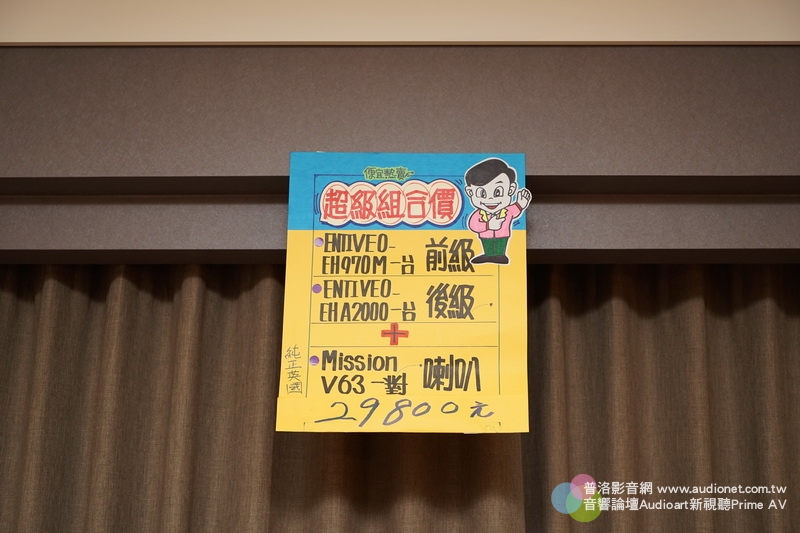 便宜熱賣~
超級組合價
ENTIVEO-
EH970M一台 前級
ENTIVEO-
EHA2000一台 後級
+
純正英國
Mission
V63一隊 喇叭
29800元
普洛影音網 www.audionet.com.tw
音響論壇Audioart新視聽Prime AV